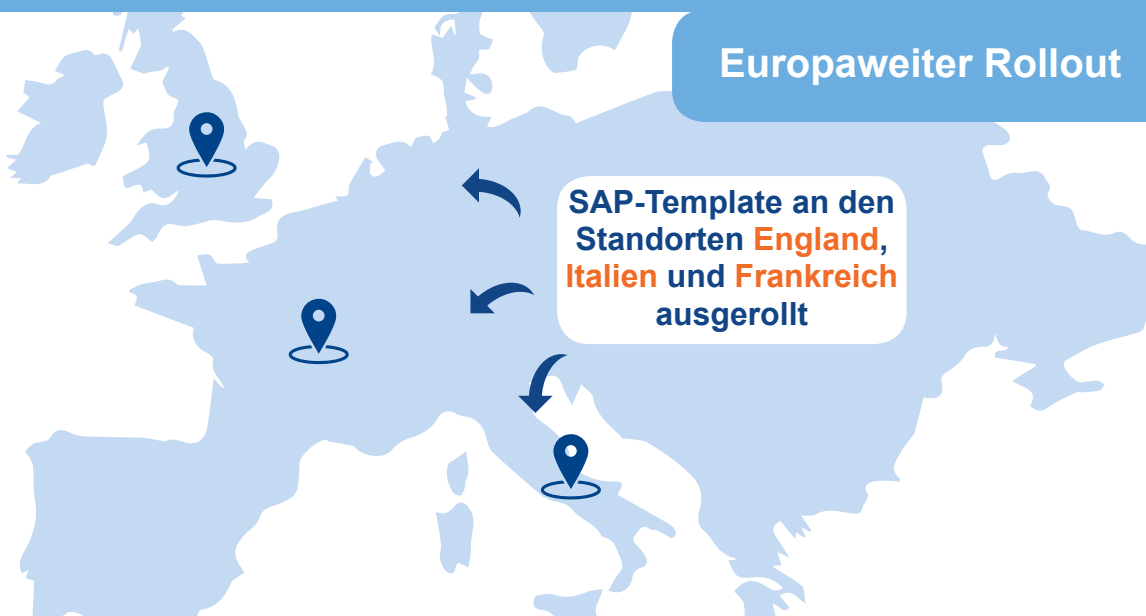 Europaweiter Rollout
SAP-Template an den
Standorten England,
Italien und Frankreich
ausgerollt